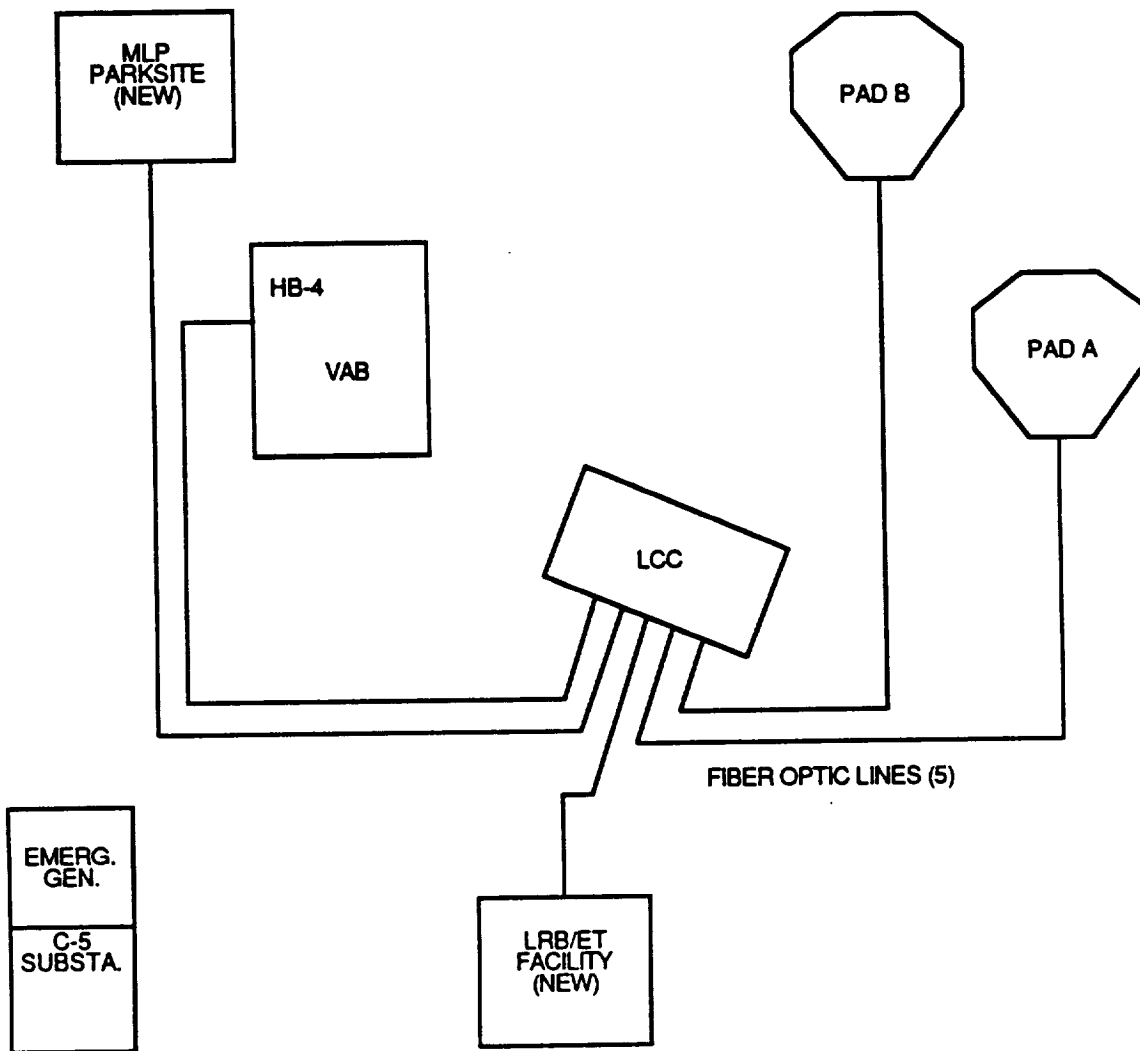 MLP
PARKSITE
(NEW)
PAD B
HB-4
VAB
PAD A
LCC
FIBER OPTIC LINES (5)
EMERG.
GEN.
C-5
SUBSTA.
LRB/ET
FACILITY
(NEW)